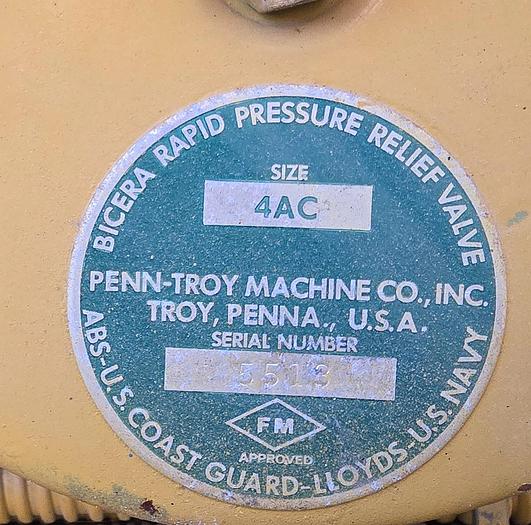 BICERA RAPID PRESSURE RELIEF VALVE
SIZE
4AC
PENN-TROY MACHINE CO., INC.
TROY, PENNA., U.S.A.
SERIAL NUMBER
5513
FM
APPROVED
ABS-U.S. COAST GUARD-LLOYDS-U.S. NAVY